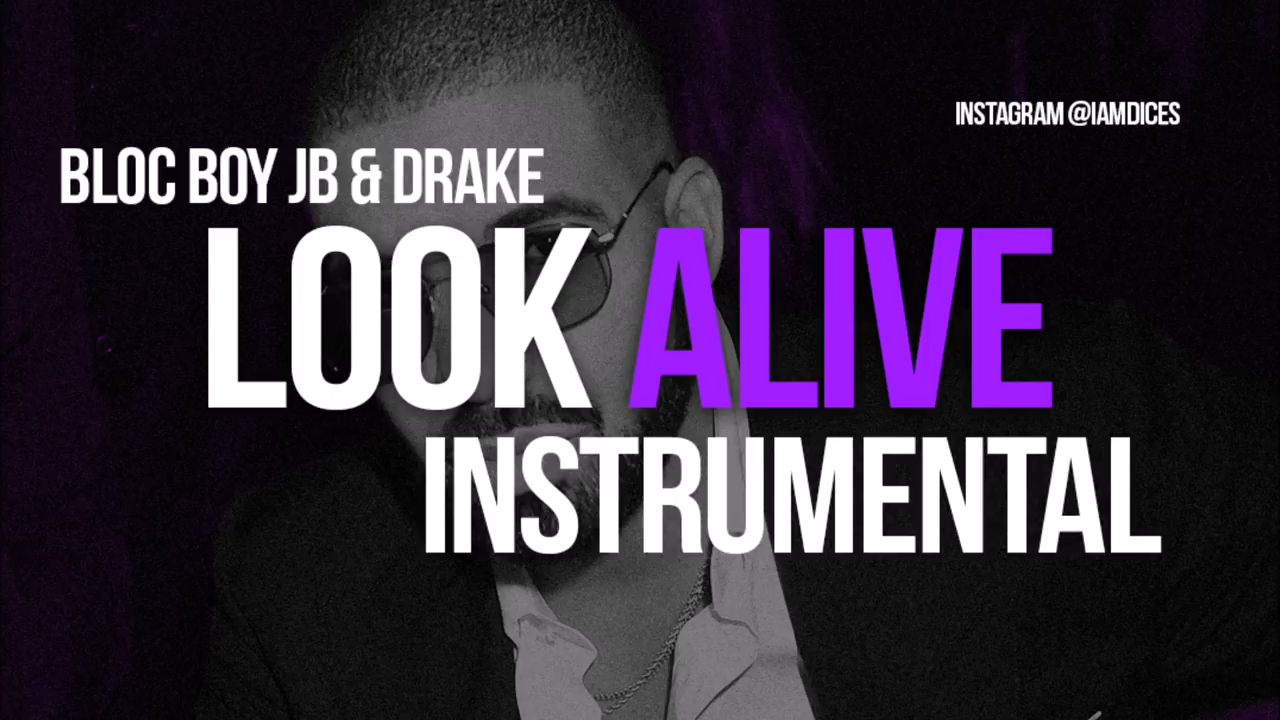 INSTAGRAM @IAMDICES
BLOC BOY JB & DRAKE
LOOK ALIVE
INSTRUMENTAL